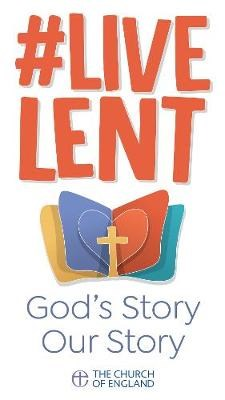 #LIVE
LENT
God's Story
Our Story
THE CHURCH
OF ENGLAND